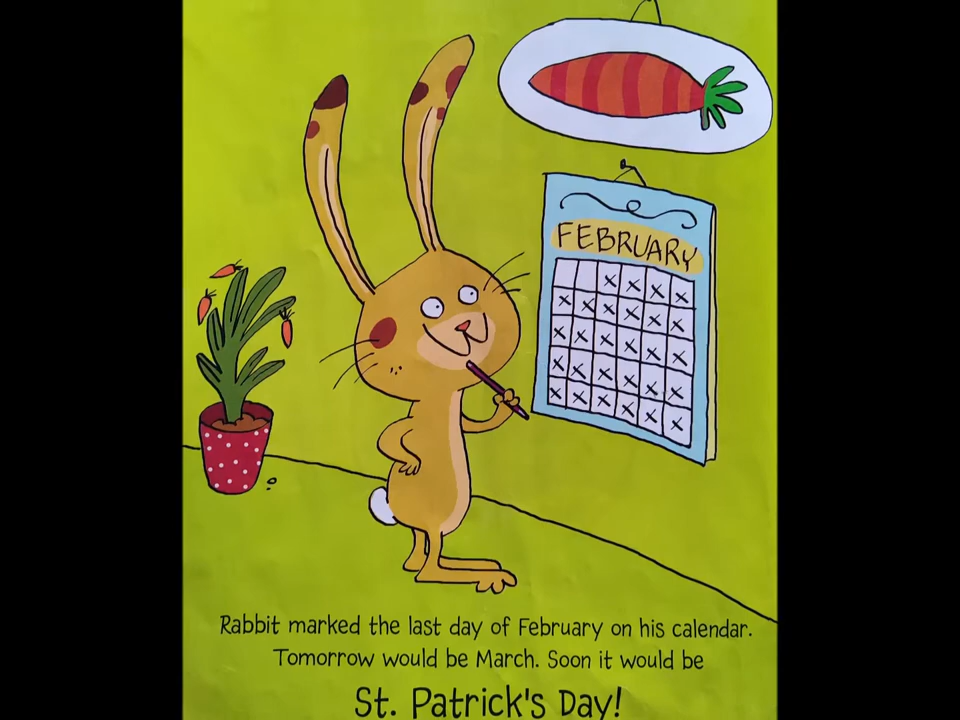 FEBRUARY
Rabbit marked the last day of February on his calendar.
Tomorrow would be March. Soon it would be
St. Patrick's Day!